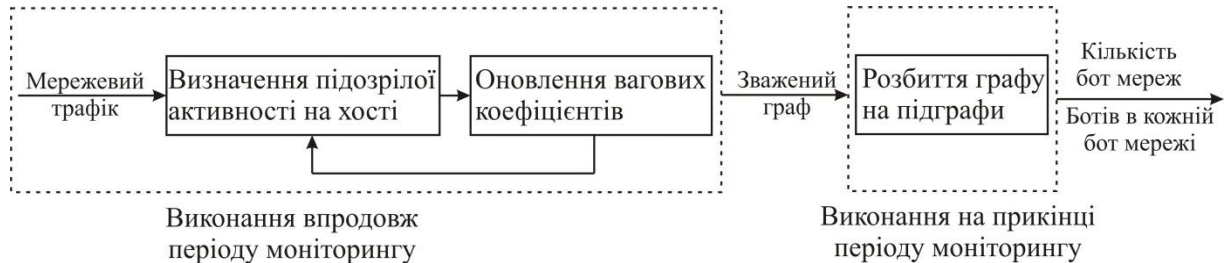 Мережевий
трафік
Визначення підозрілої
активності на хості
Оновлення вагових
коефіцієнтів
Зважений
граф
Розбиття графу
на підграфи
Кількість
бот мереж
Ботів в кожній
бот мережі
Виконання впродовж
періоду моніторингу
Виконання на прикінці
періоду моніторингу